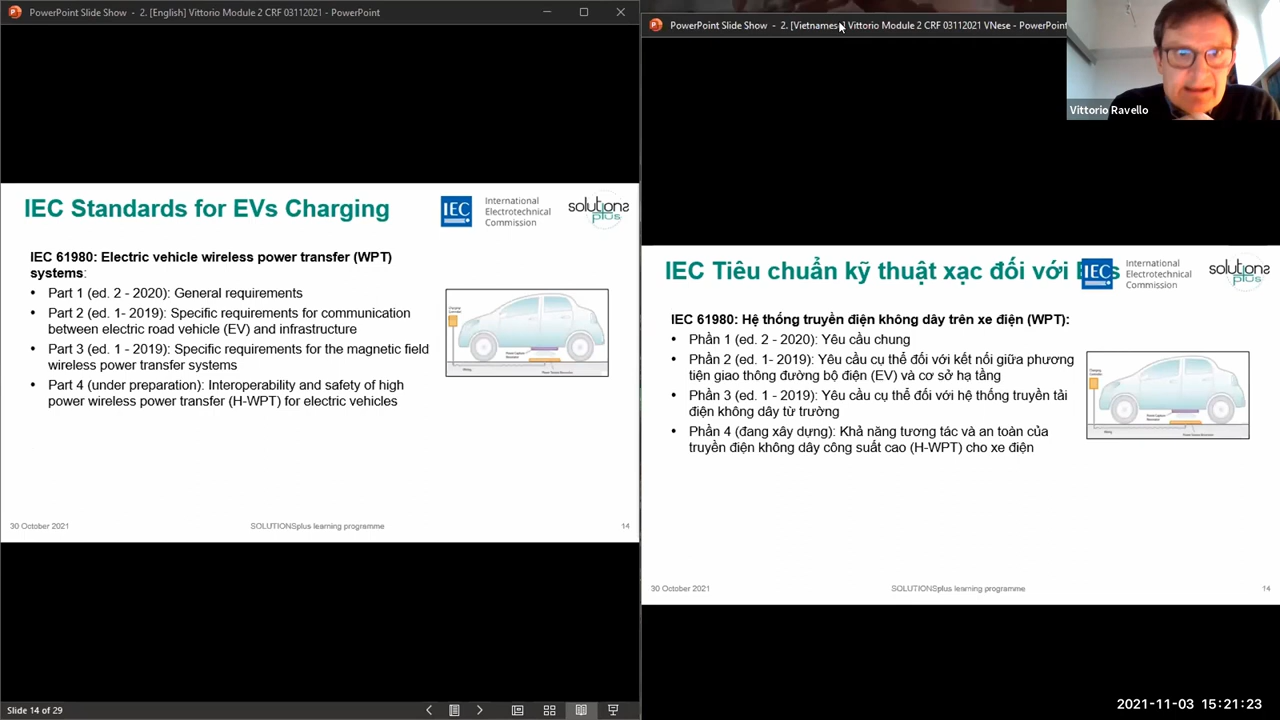 PowerPoint Slide Show - 2. [English] Vittorio Module 2 CRF 03112021 - PowerPoint
IEC Standards for EVs Charging
IEC
International
Electrotechnical
Commission
solutions
plus
IEC 61980: Electric vehicle wireless power transfer (WPT)
systems:
• Part 1 (ed. 2 - 2020): General requirements
• Part 2 (ed. 1- 2019): Specific requirements for communication
between electric road vehicle (EV) and infrastructure
• Part 3 (ed. 1 - 2019): Specific requirements for the magnetic field
wireless power transfer systems
• Part 4 (under preparation): Interoperability and safety of high
power wireless power transfer (H-WPT) for electric vehicles
30 October 2021
SOLUTIONSplus learning programme
14
Slide 14 of 29
PowerPoint Slide Show - 2. [Vietnames ] Vittorio Module 2 CRF 03112021 VNese - PowerPoint
Vittorio Ravello
IEC Tiêu chuẩn kỹ thuật xạc đối với
IEC
International
Electrotechnical
Commission
solutions
plus
IEC 61980: Hệ thống truyền điện không dây trên xe điện (WPT):
• Phần 1 (ed. 2 - 2020): Yêu cầu chung
• Phần 2 (ed. 1- 2019): Yêu cầu cụ thể đối với kết nối giữa phương
tiện giao thông đường bộ điện (EV) và cơ sở hạ tầng
• Phần 3 (ed. 1 - 2019): Yêu cầu cụ thể đối với hệ thống truyền tải
điện không dây từ trường
• Phần 4 (đang xây dựng): Khả năng tương tác và an toàn của
truyền điện không dây công suất cao (H-WPT) cho xe điện
30 October 2021
SOLUTIONSplus learning programme
14
2021-11-03 15:21:23